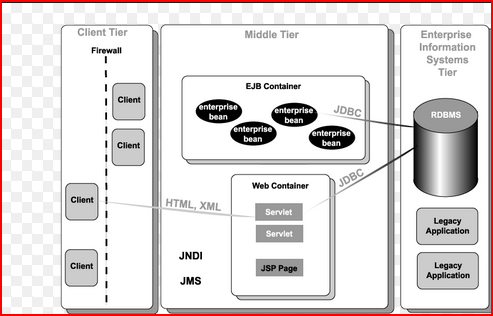 Client Tier
Firewall
Client
Client
Client
Client
HTML, XML
Middle Tier
EJB Container
enterprise
bean
enterprise
bean
enterprise
bean
enterprise
bean
JDBC
Web Container
Servlet
Servlet
JSP Page
JDBC
JNDI
JMS
Enterprise
Information
Systems
Tier
RDBMS
Legacy
Application
Legacy
Application